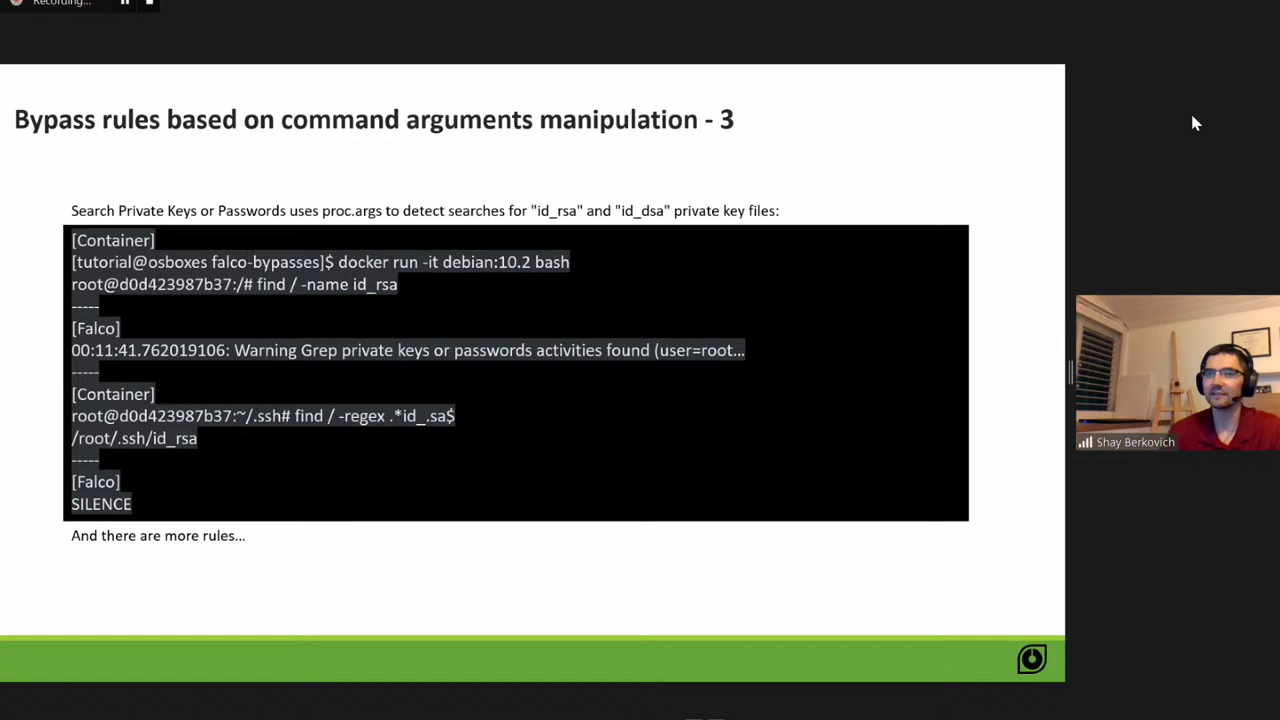 Recording...
Bypass rules based on command arguments manipulation - 3
Search Private Keys or Passwords uses proc.args to detect searches for "id_rsa" and "id_dsa" private key files:
[Container]
[tutorial@osboxes falco-bypasses]$ docker run -it debian:10.2 bash
root@d0d423987b37:/# find / -name id_rsa
-----
[Falco]
00:11:41.762019106: Warning Grep private keys or passwords activities found (user=root...
-----
[Container]
root@d0d423987b37:~/.ssh# find / -regex .*id_.sa$
/root/.ssh/id_rsa
-----
[Falco]
SILENCE
And there are more rules...
Shay Berkovich